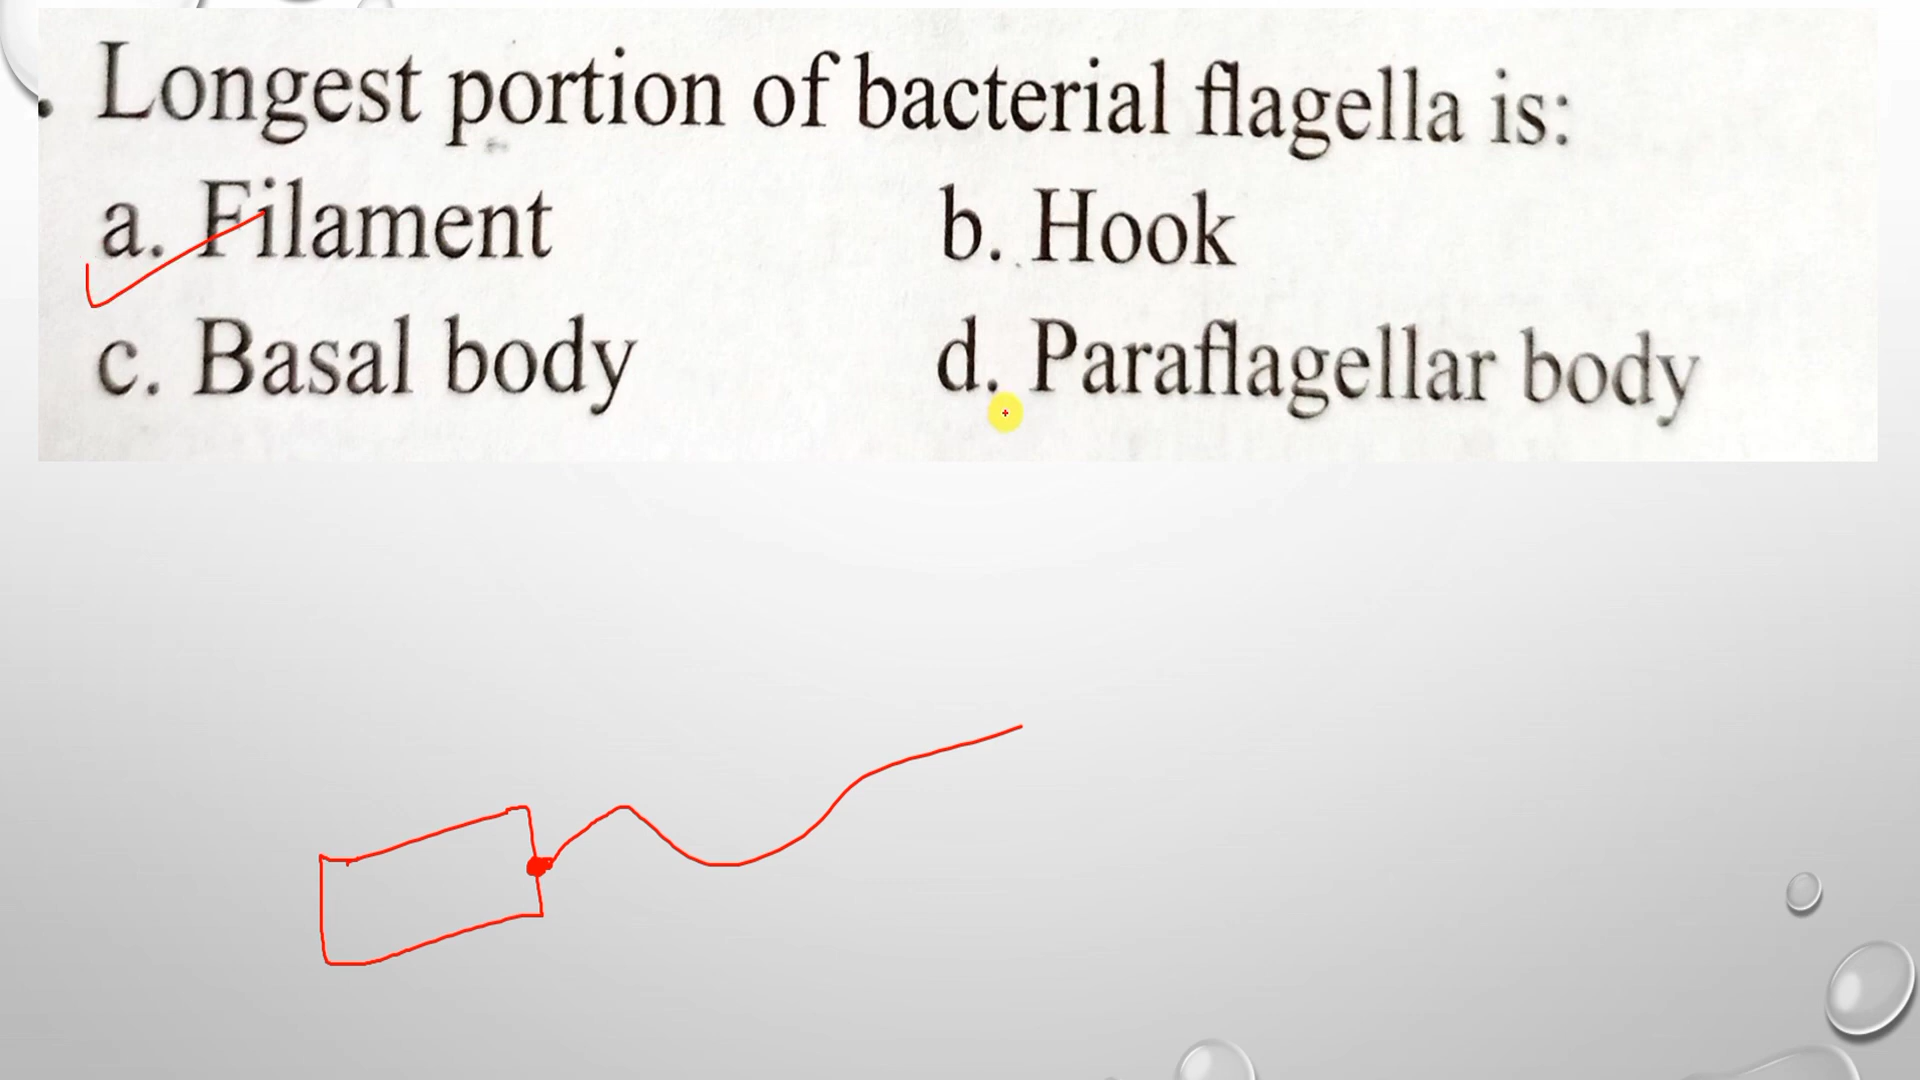 . Longest portion of bacterial flagella is:
a. Filament b. Hook
c. Basal body d. Paraflagellar body